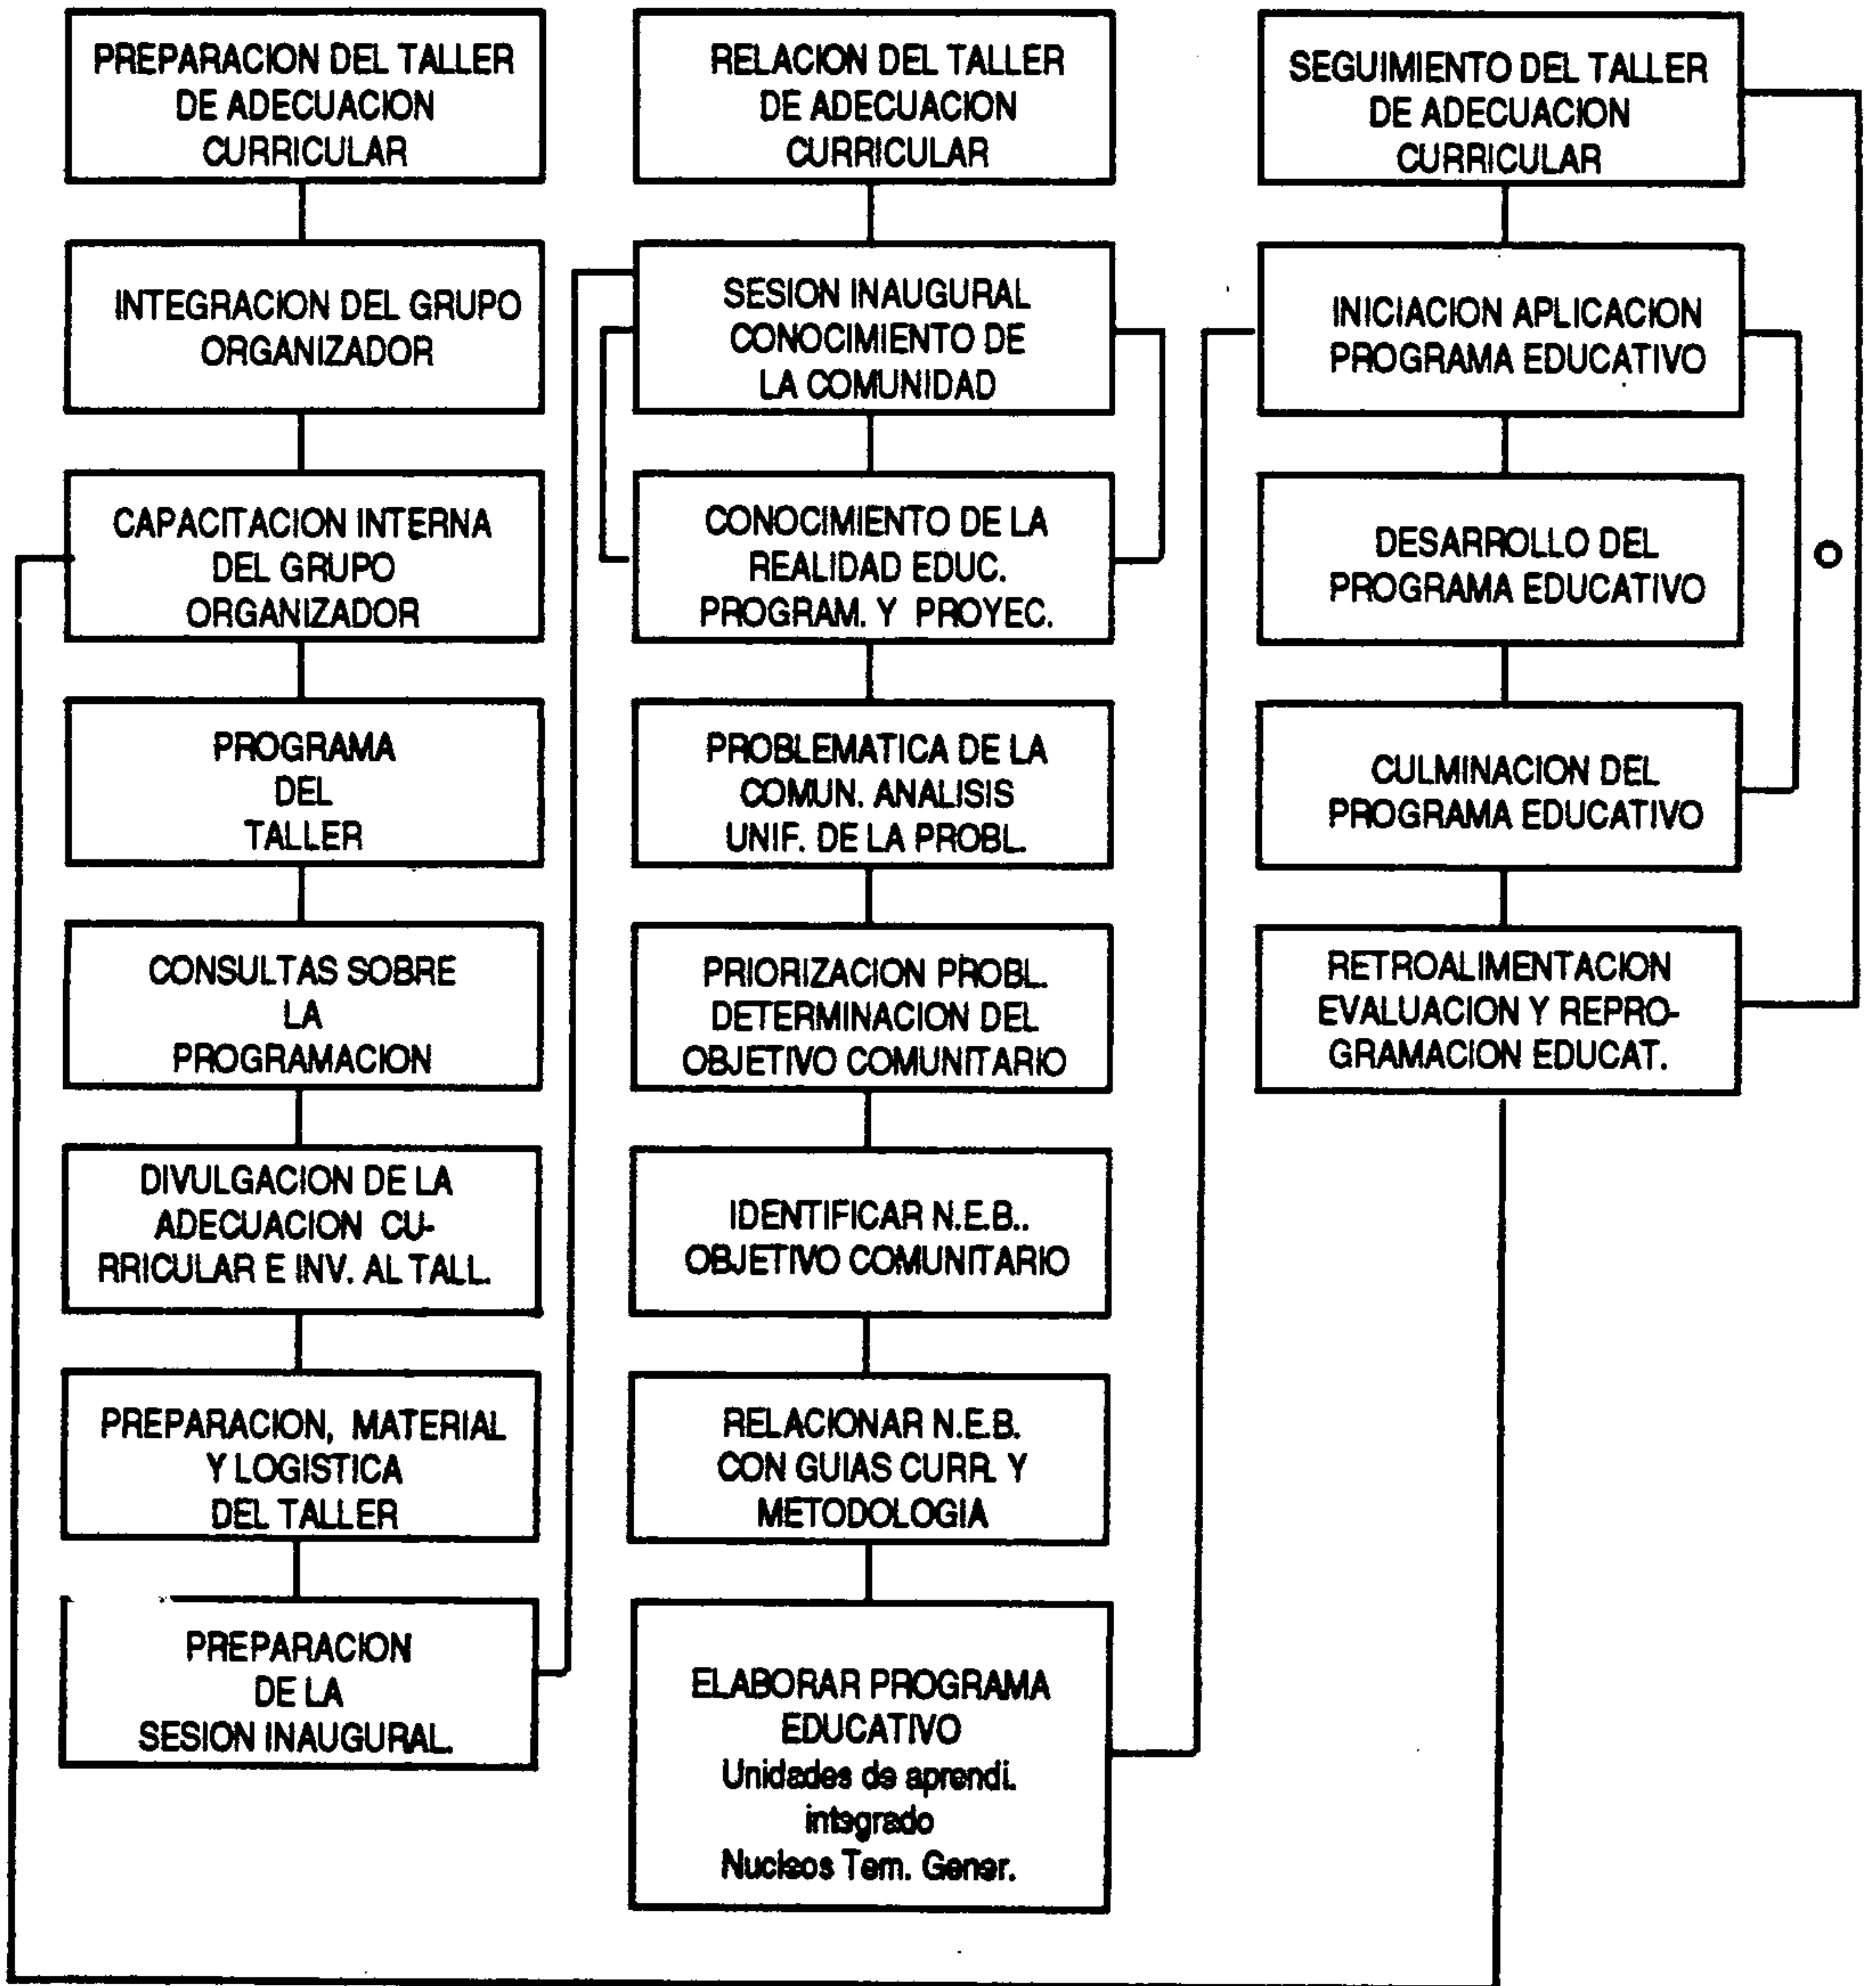 PREPARACION DEL TALLER
DE ADECUACION
CURRICULAR
INTEGRACION DEL GRUPO
ORGANIZADOR
CAPACITACION INTERNA
DEL GRUPO
ORGANIZADOR
PROGRAMA
DEL
TALLER
CONSULTAS SOBRE
LA
PROGRAMACION
DIVULGACION DE LA
ADECUACION CU-
RRICULAR E INV. AL TALL.
PREPARACION, MATERIAL
Y LOGISTICA
DEL TALLER
PREPARACION
DE LA
SESION INAUGURAL.
RELACION DEL TALLER
DE ADECUACION
CURRICULAR
SESION INAUGURAL
CONOCIMIENTO DE
LA COMUNIDAD
CONOCIMIENTO DE LA
REALIDAD EDUC.
PROGRAM. Y PROYEC.
PROBLEMATICA DE LA
COMUN. ANALISIS
UNIF. DE LA PROBL.
PRIORIZACION PROBL.
DETERMINACION DEL
OBJETIVO COMUNITARIO
IDENTIFICAR N.E.B..
OBJETIVO COMUNITARIO
RELACIONAR N.E.B.
CON GUIAS CURR. Y
METODOLOGIA
ELABORAR PROGRAMA
EDUCATIVO
Unidades de aprendi.
integrado
Nucleos Tem. Gener.
SEGUIMIENTO DEL TALLER
DE ADECUACION
CURRICULAR
INICIACION APLICACION
PROGRAMA EDUCATIVO
DESARROLLO DEL
PROGRAMA EDUCATIVO
O
CULMINACION DEL
PROGRAMA EDUCATIVO
RETROALIMENTACION
EVALUACION Y REPRO-
GRAMACION EDUCAT.